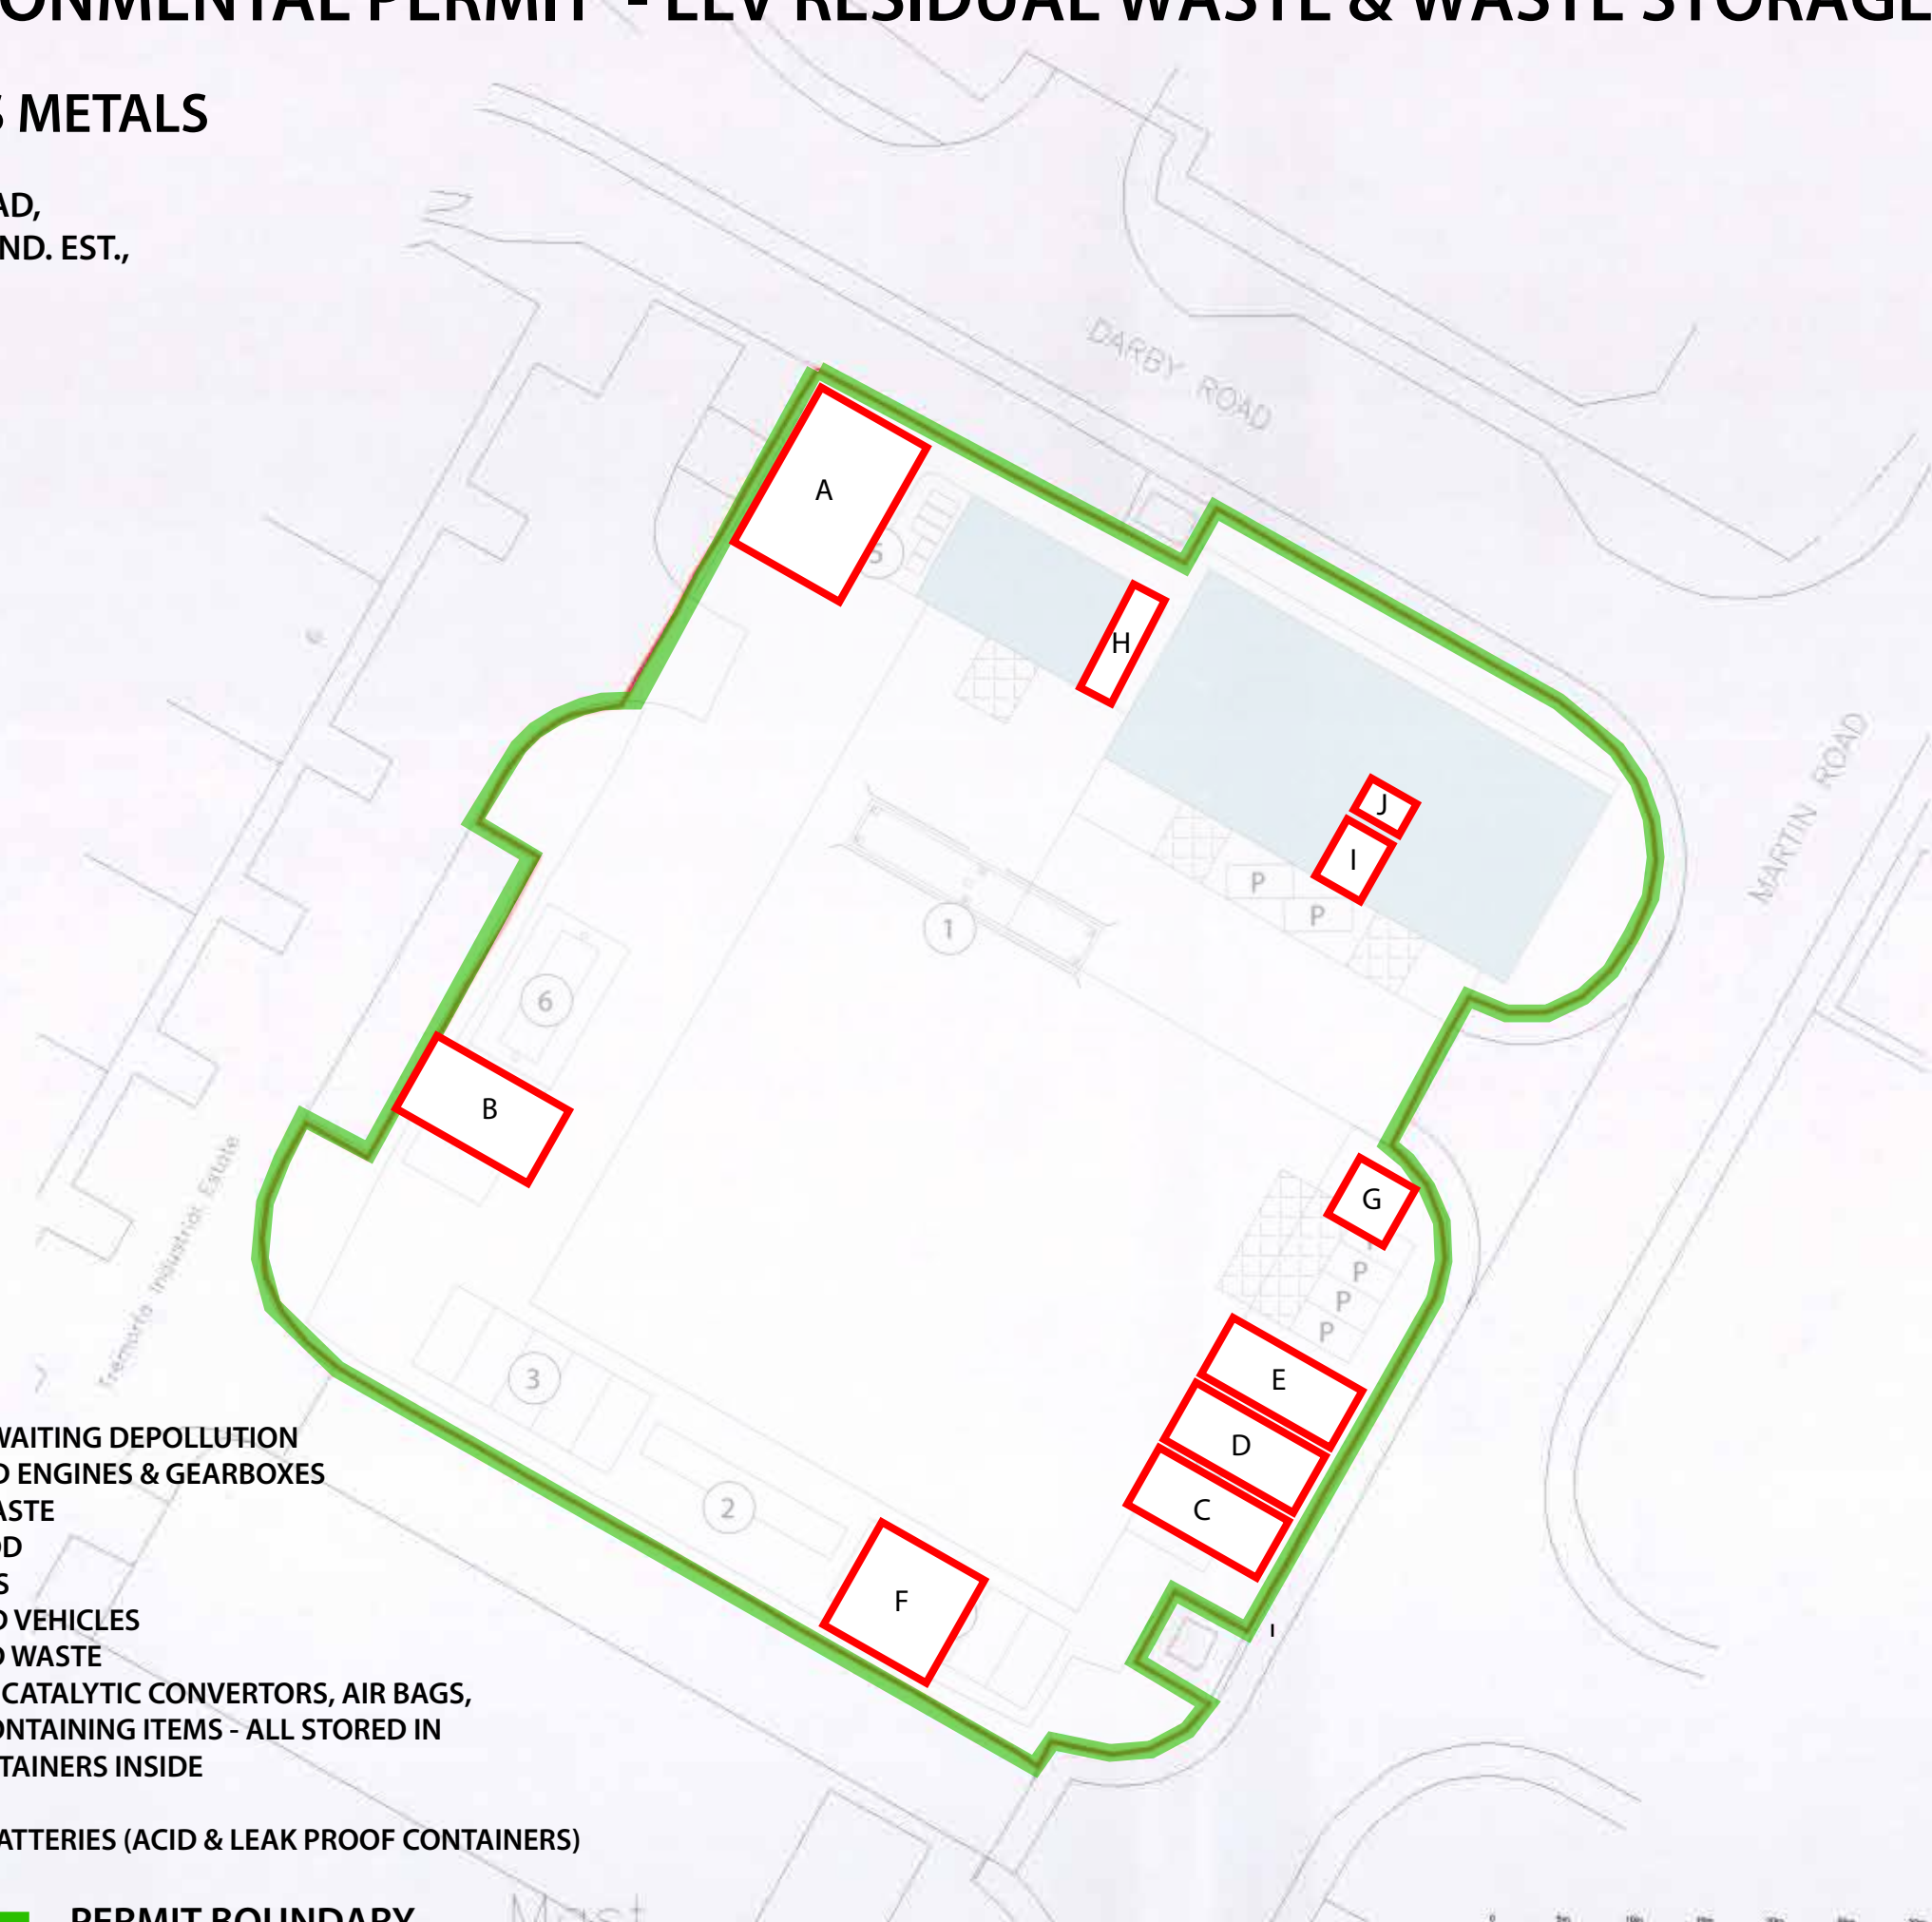 ONMENTAL PERMIT - ELV RESIDUAL WASTE & WASTE STORAGE
S METALS
AD,
ND. EST.,
DARBY ROAD
MARTIN ROAD
A
5
H
J
I
P
P
1
6
B
G
P
P
P
E
D
C
3
2
F
Tremorfa Industrial Estate
WAITING DEPOLLUTION
D ENGINES & GEARBOXES
ASTE
OD
S
D VEHICLES
D WASTE
CATALYTIC CONVERTORS, AIR BAGS,
ONTAINING ITEMS - ALL STORED IN
TAINERS INSIDE
ATTERIES (ACID & LEAK PROOF CONTAINERS)
PERMIT BOUNDARY